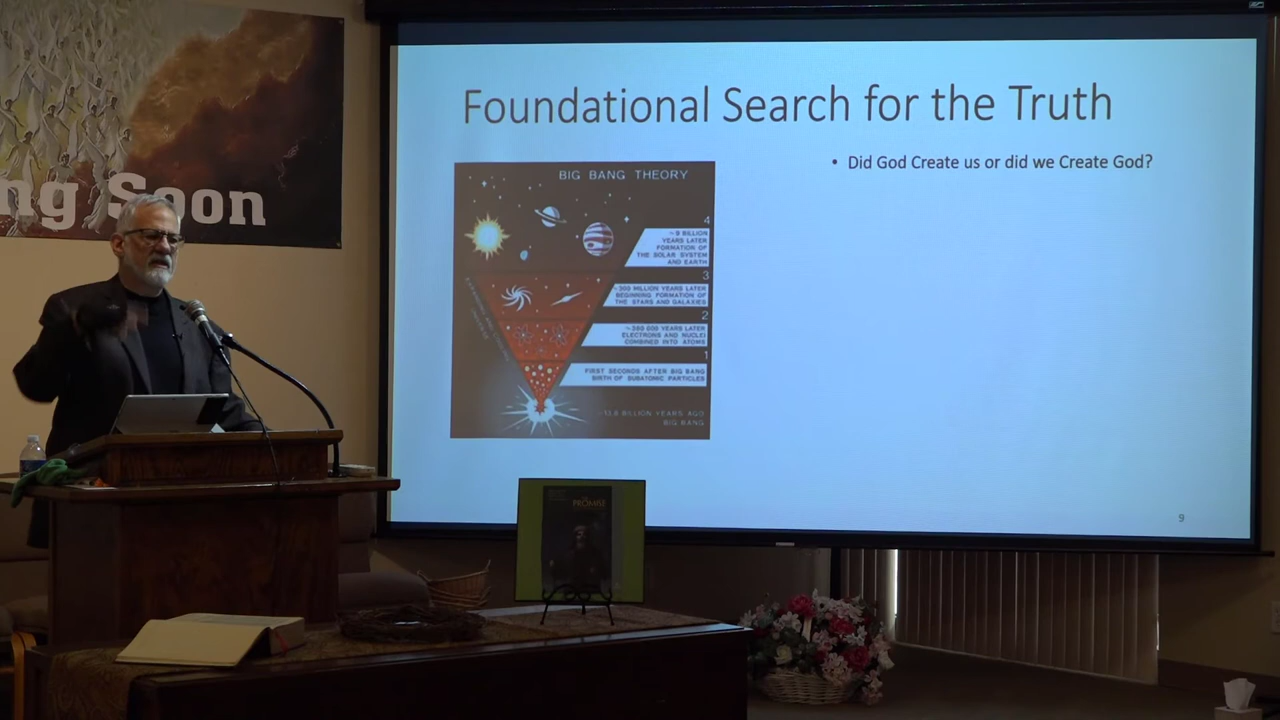 ng Soon
Foundational Search for the Truth
• Did God Create us or did we Create God?
BIG BANG THEORY
4
~9 BILLION
YEARS LATER
FORMATION OF
THE SOLAR SYSTEM
AND EARTH
3
~300 MILLION YEARS LATER
BEGINNING FORMATION OF
THE STARS AND GALAXIES
2
~380 000 YEARS LATER
ELECTRONS AND NUCLEI
COMBINED INTO ATOMS
1
FIRST SECONDS AFTER BIG BANG
BIRTH OF SUBATOMIC PARTICLES
~13.8 BILLION YEARS AGO
BIG BANG
9
PROMISE